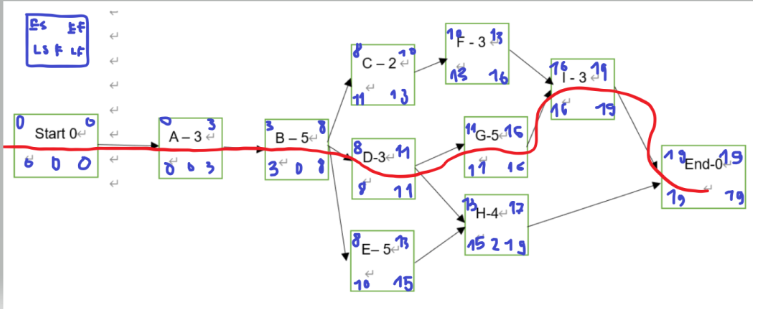 ES EF
LS F LF
0 0
Start 0
0 0 0
0 3
A – 3
0 0 3
3 8
B – 5
3 0 8
8 10
C – 2
11 13
8 11
D-3
8 11
8 13
E– 5
10 15
10 13
F - 3
13 16
11 16
G-5
11 16
13 17
H-4
15 2 19
16 19
I - 3
16 19
19 19
End-0
19 19